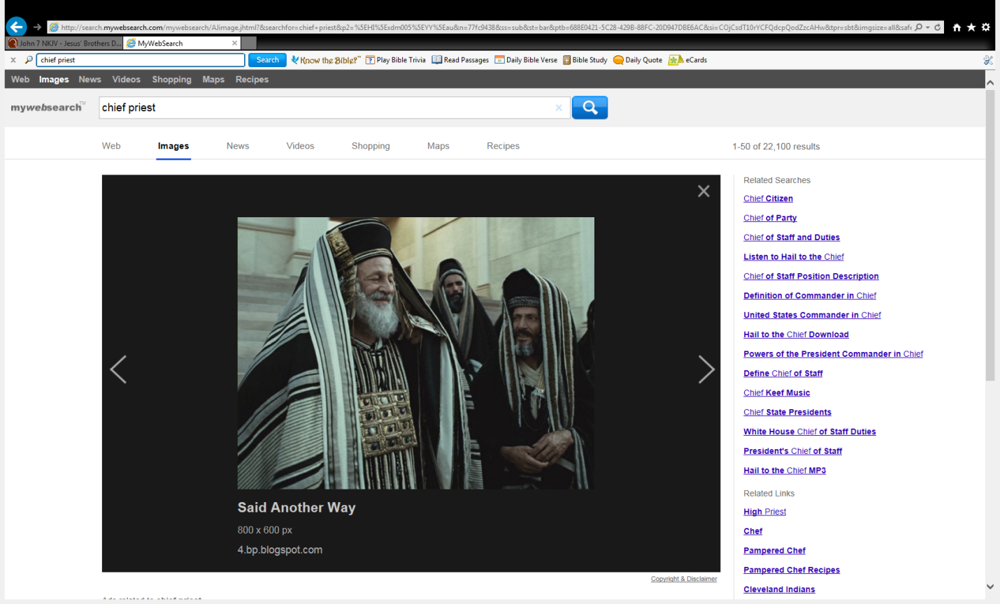 http://search.mywebsearch.com/mywebsearch/AJimage.jhtml?&searchfor=chief+priest&p2=%5EHI%5Exdm005%5EYY%5Eau&n=77fc9438&ss=sub&st=bar&ptb=688E0421-5C28-429B-88FC-20D947DBE6AC&si=COjCsdT10rYCFQdcpQodZzcAHw&tpr=sbt&imgsize=all&safe
John 7 NKJV - Jesus' Brothers D...
MyWebSearch
chief priest
Search
Know the Bible?™
Play Bible Trivia
Read Passages
Daily Bible Verse
Bible Study
Daily Quote
eCards
Web Images News Videos Shopping Maps Recipes
mywebsearch™
chief priest
Web Images News Videos Shopping Maps Recipes
1-50 of 22,100 results
Said Another Way
800 x 600 px
4.bp.blogspot.com
Copyright & Disclaimer
Ads related to chief priest
Related Searches
Chief Citizen
Chief of Party
Chief of Staff and Duties
Listen to Hail to the Chief
Chief of Staff Position Description
Definition of Commander in Chief
United States Commander in Chief
Hail to the Chief Download
Powers of the President Commander in Chief
Define Chief of Staff
Chief Keef Music
Chief State Presidents
White House Chief of Staff Duties
President's Chief of Staff
Hail to the Chief MP3
Related Links
High Priest
Chef
Pampered Chef
Pampered Chef Recipes
Cleveland Indians